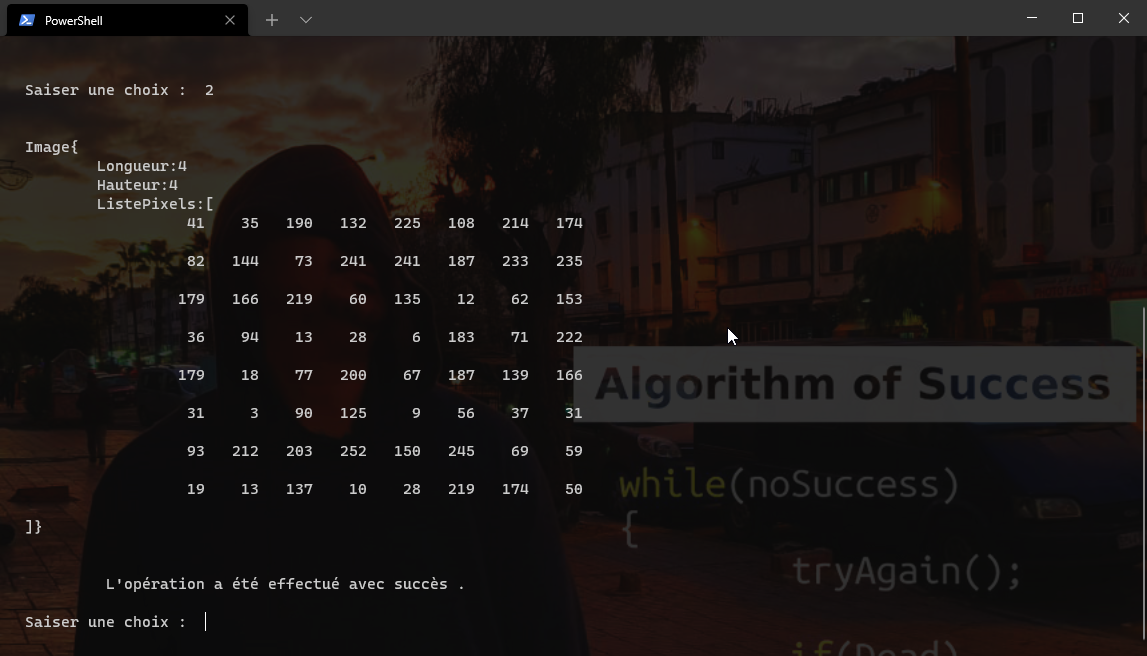 PowerShell
Saiser une choix : 2
Image{
Longueur:4
Hauteur:4
ListePixels:[
41 35 190 132 225 108 214 174
82 144 73 241 241 187 233 235
179 166 219 60 135 12 62 153
36 94 13 28 6 183 71 222
179 18 77 200 67 187 139 166
31 3 90 125 9 56 37 31
93 212 203 252 150 245 69 59
19 13 137 10 28 219 174 50
]}
L'opération a été effectué avec succès .
Saiser une choix :
Algorithm of Success
while(noSuccess)
{
tryAgain();
if(Dead)